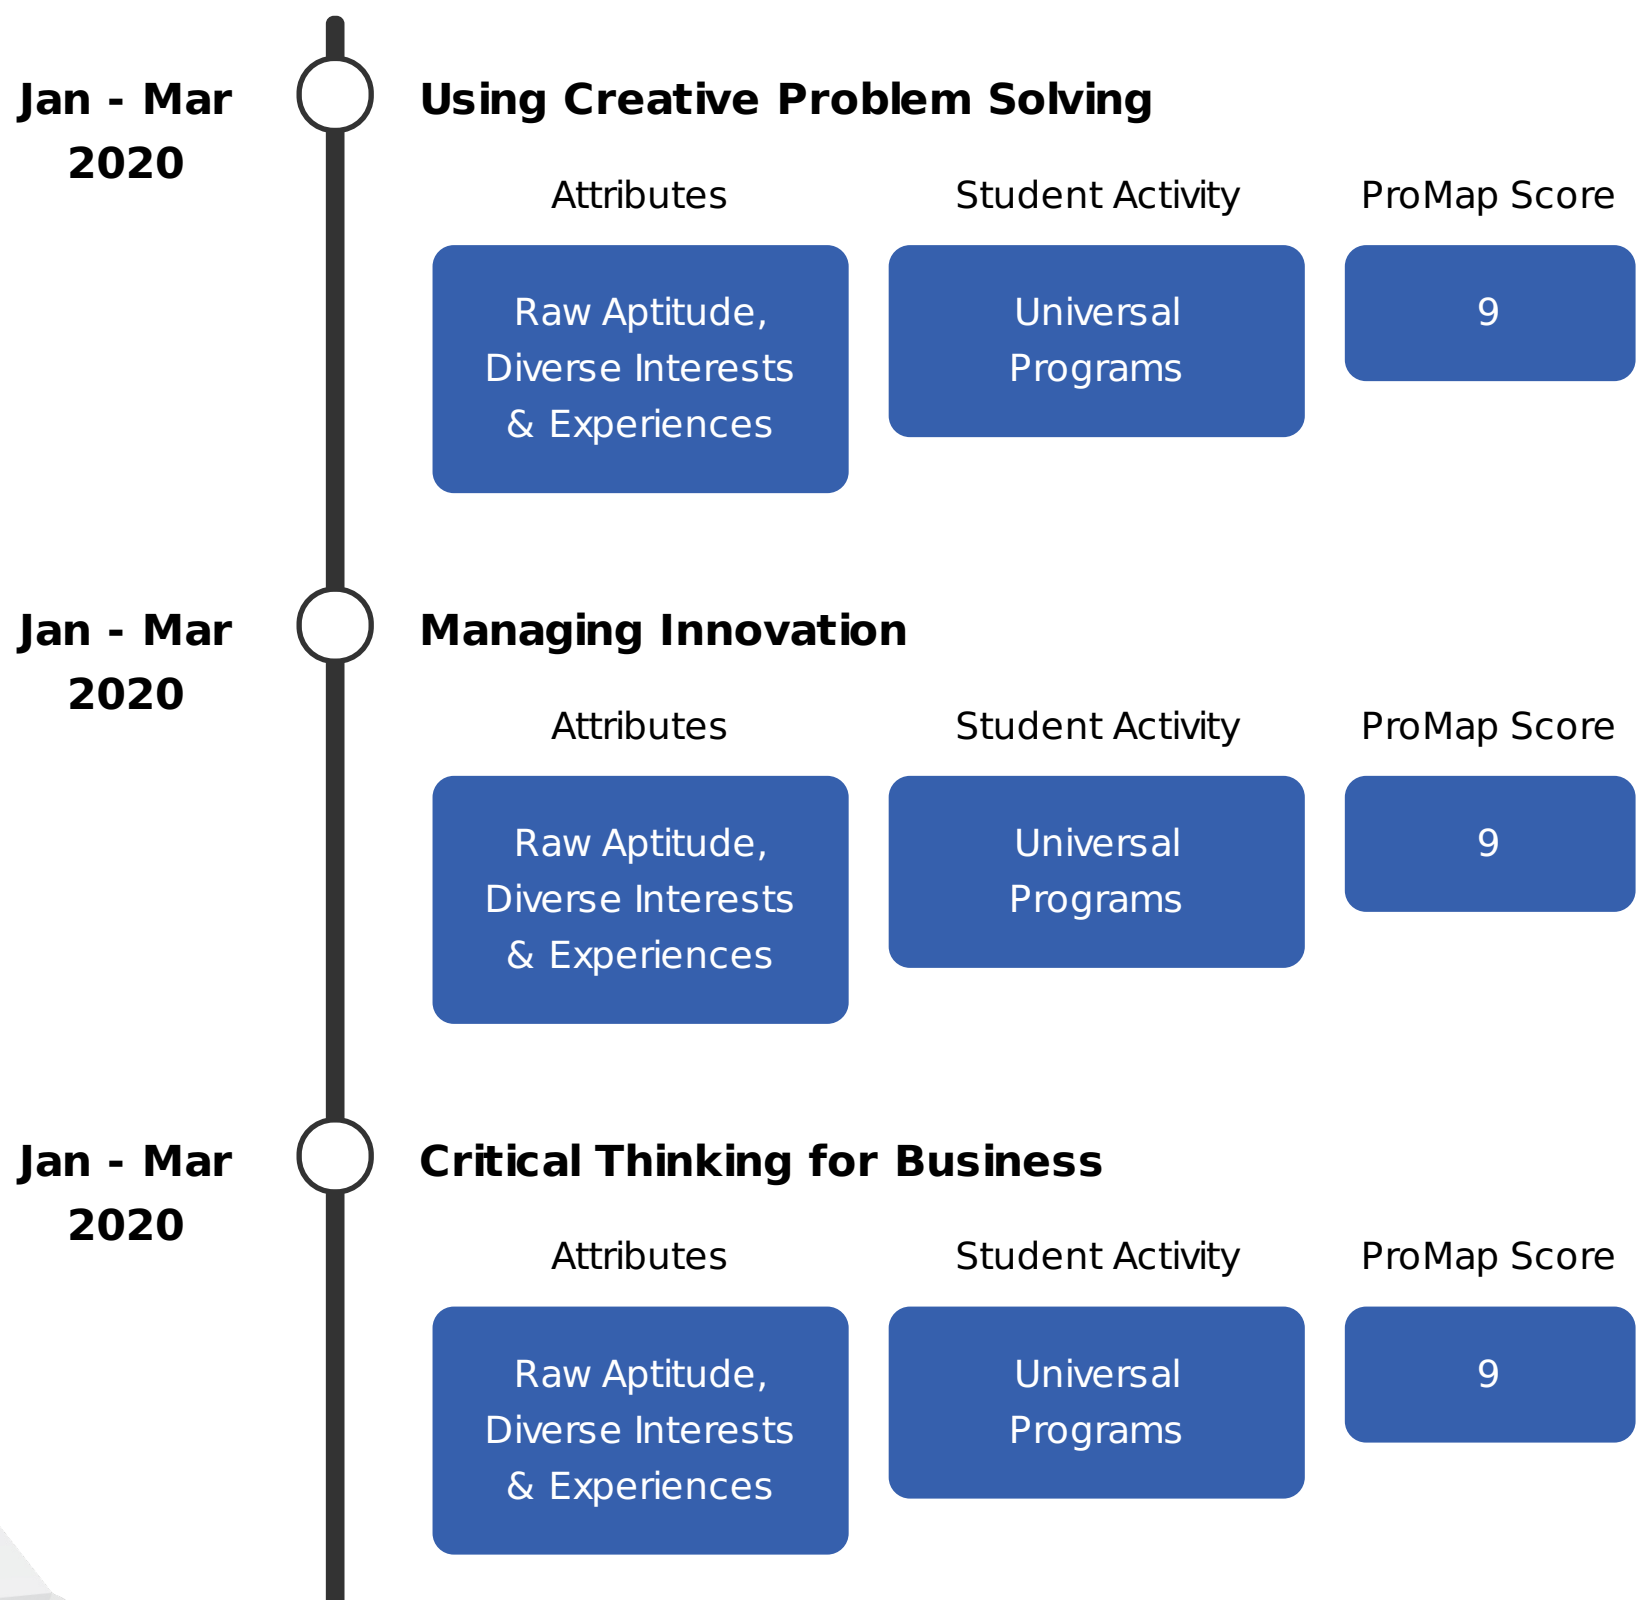 Jan - Mar
2020
Using Creative Problem Solving
Attributes
Student Activity
ProMap Score
Raw Aptitude,
Diverse Interests
& Experiences
Universal
Programs
9
Jan - Mar
2020
Managing Innovation
Attributes
Student Activity
ProMap Score
Raw Aptitude,
Diverse Interests
& Experiences
Universal
Programs
9
Jan - Mar
2020
Critical Thinking for Business
Attributes
Student Activity
ProMap Score
Raw Aptitude,
Diverse Interests
& Experiences
Universal
Programs
9